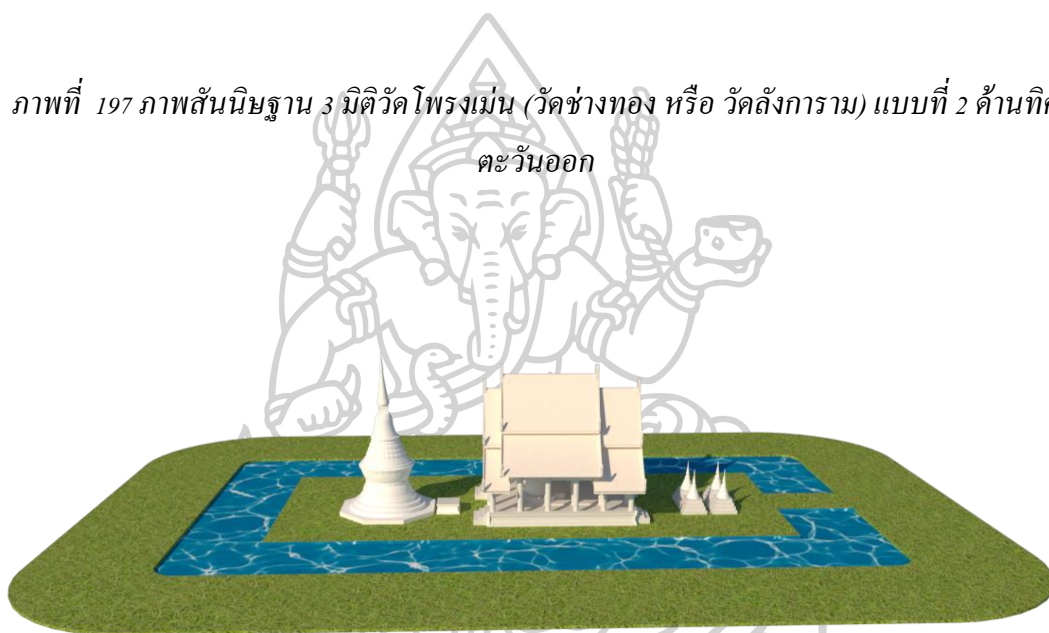 ภาพที่ 197 ภาพสันนิษฐาน 3 มิติวัดโพรงเม่น (วัดช่างทอง หรือ วัดลังการาม) แบบที่ 2 ด้านทิศ
ตะวันออก